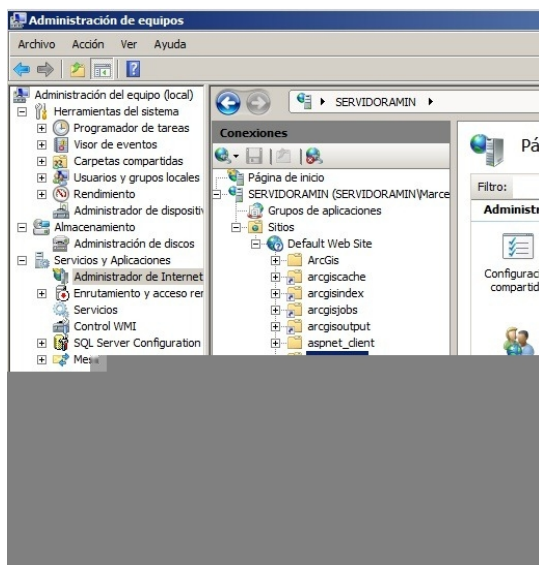 Administración de equipos
Archivo Acción Ver Ayuda
Administración del equipo (local)
Herramientas del sistema
Programador de tareas
Visor de eventos
Carpetas compartidas
Usuarios y grupos locales
Rendimiento
Administrador de dispositiv
Almacenamiento
Administración de discos
Servicios y Aplicaciones
Administrador de Internet
Enrutamiento y acceso rer
Servicios
Control WMI
SQL Server Configuration
SERVIDORAMIN
Conexiones
Página de inicio
SERVIDORAMIN (SERVIDORAMIN\Marce
Grupos de aplicaciones
Sitios
Default Web Site
ArcGis
arcgiscache
arcgisindex
arcgisjobs
arcgisoutput
aspnet_client
Pá
Filtro:
Administr
Configurac
compartid